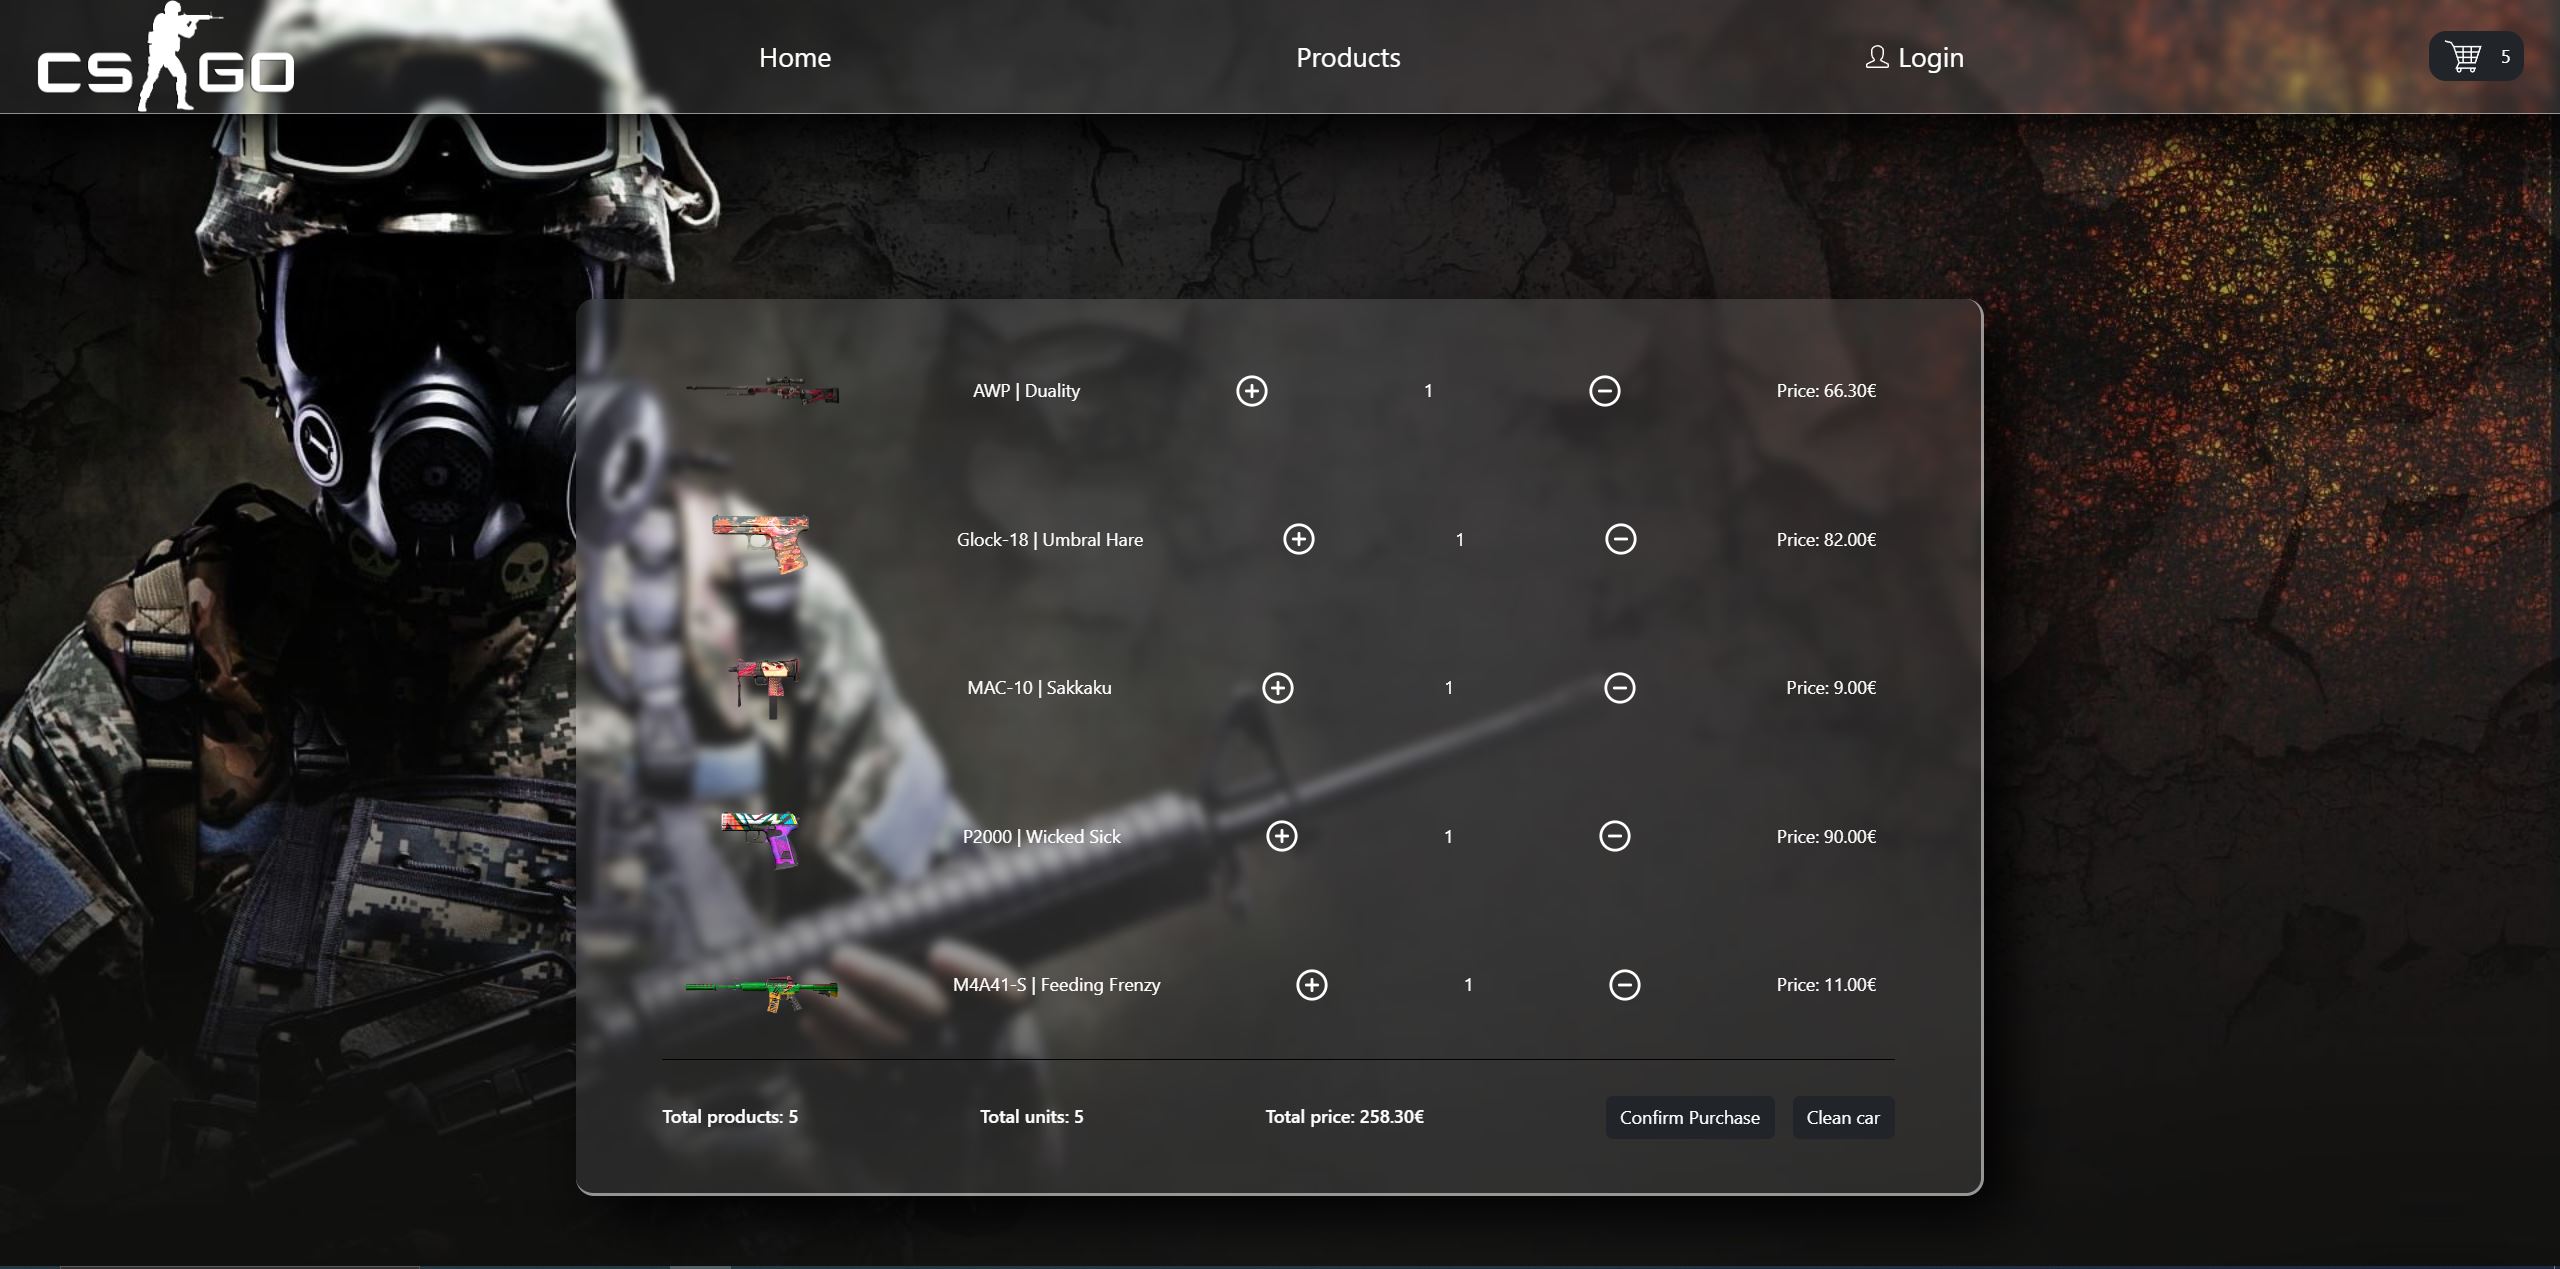 CS GO
Home
Products
Login
5
AWP | Duality
1
Price: 66.30€
Glock-18 | Umbral Hare
1
Price: 82.00€
MAC-10 | Sakkaku
1
Price: 9.00€
P2000 | Wicked Sick
1
Price: 90.00€
M4A41-S | Feeding Frenzy
1
Price: 11.00€
Total products: 5
Total units: 5
Total price: 258.30€
Confirm Purchase
Clean car